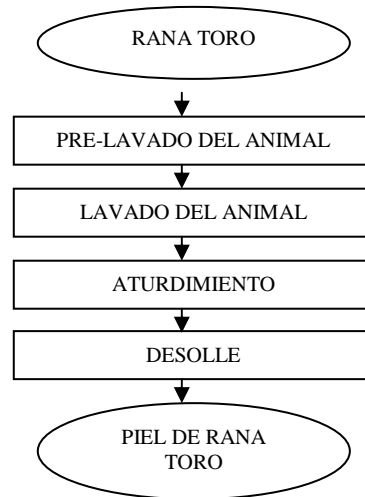 RANA TORO
PRE-LAVADO DEL ANIMAL
LAVADO DEL ANIMAL
ATURDIMIENTO
DESOLLE
PIEL DE RANA
TORO